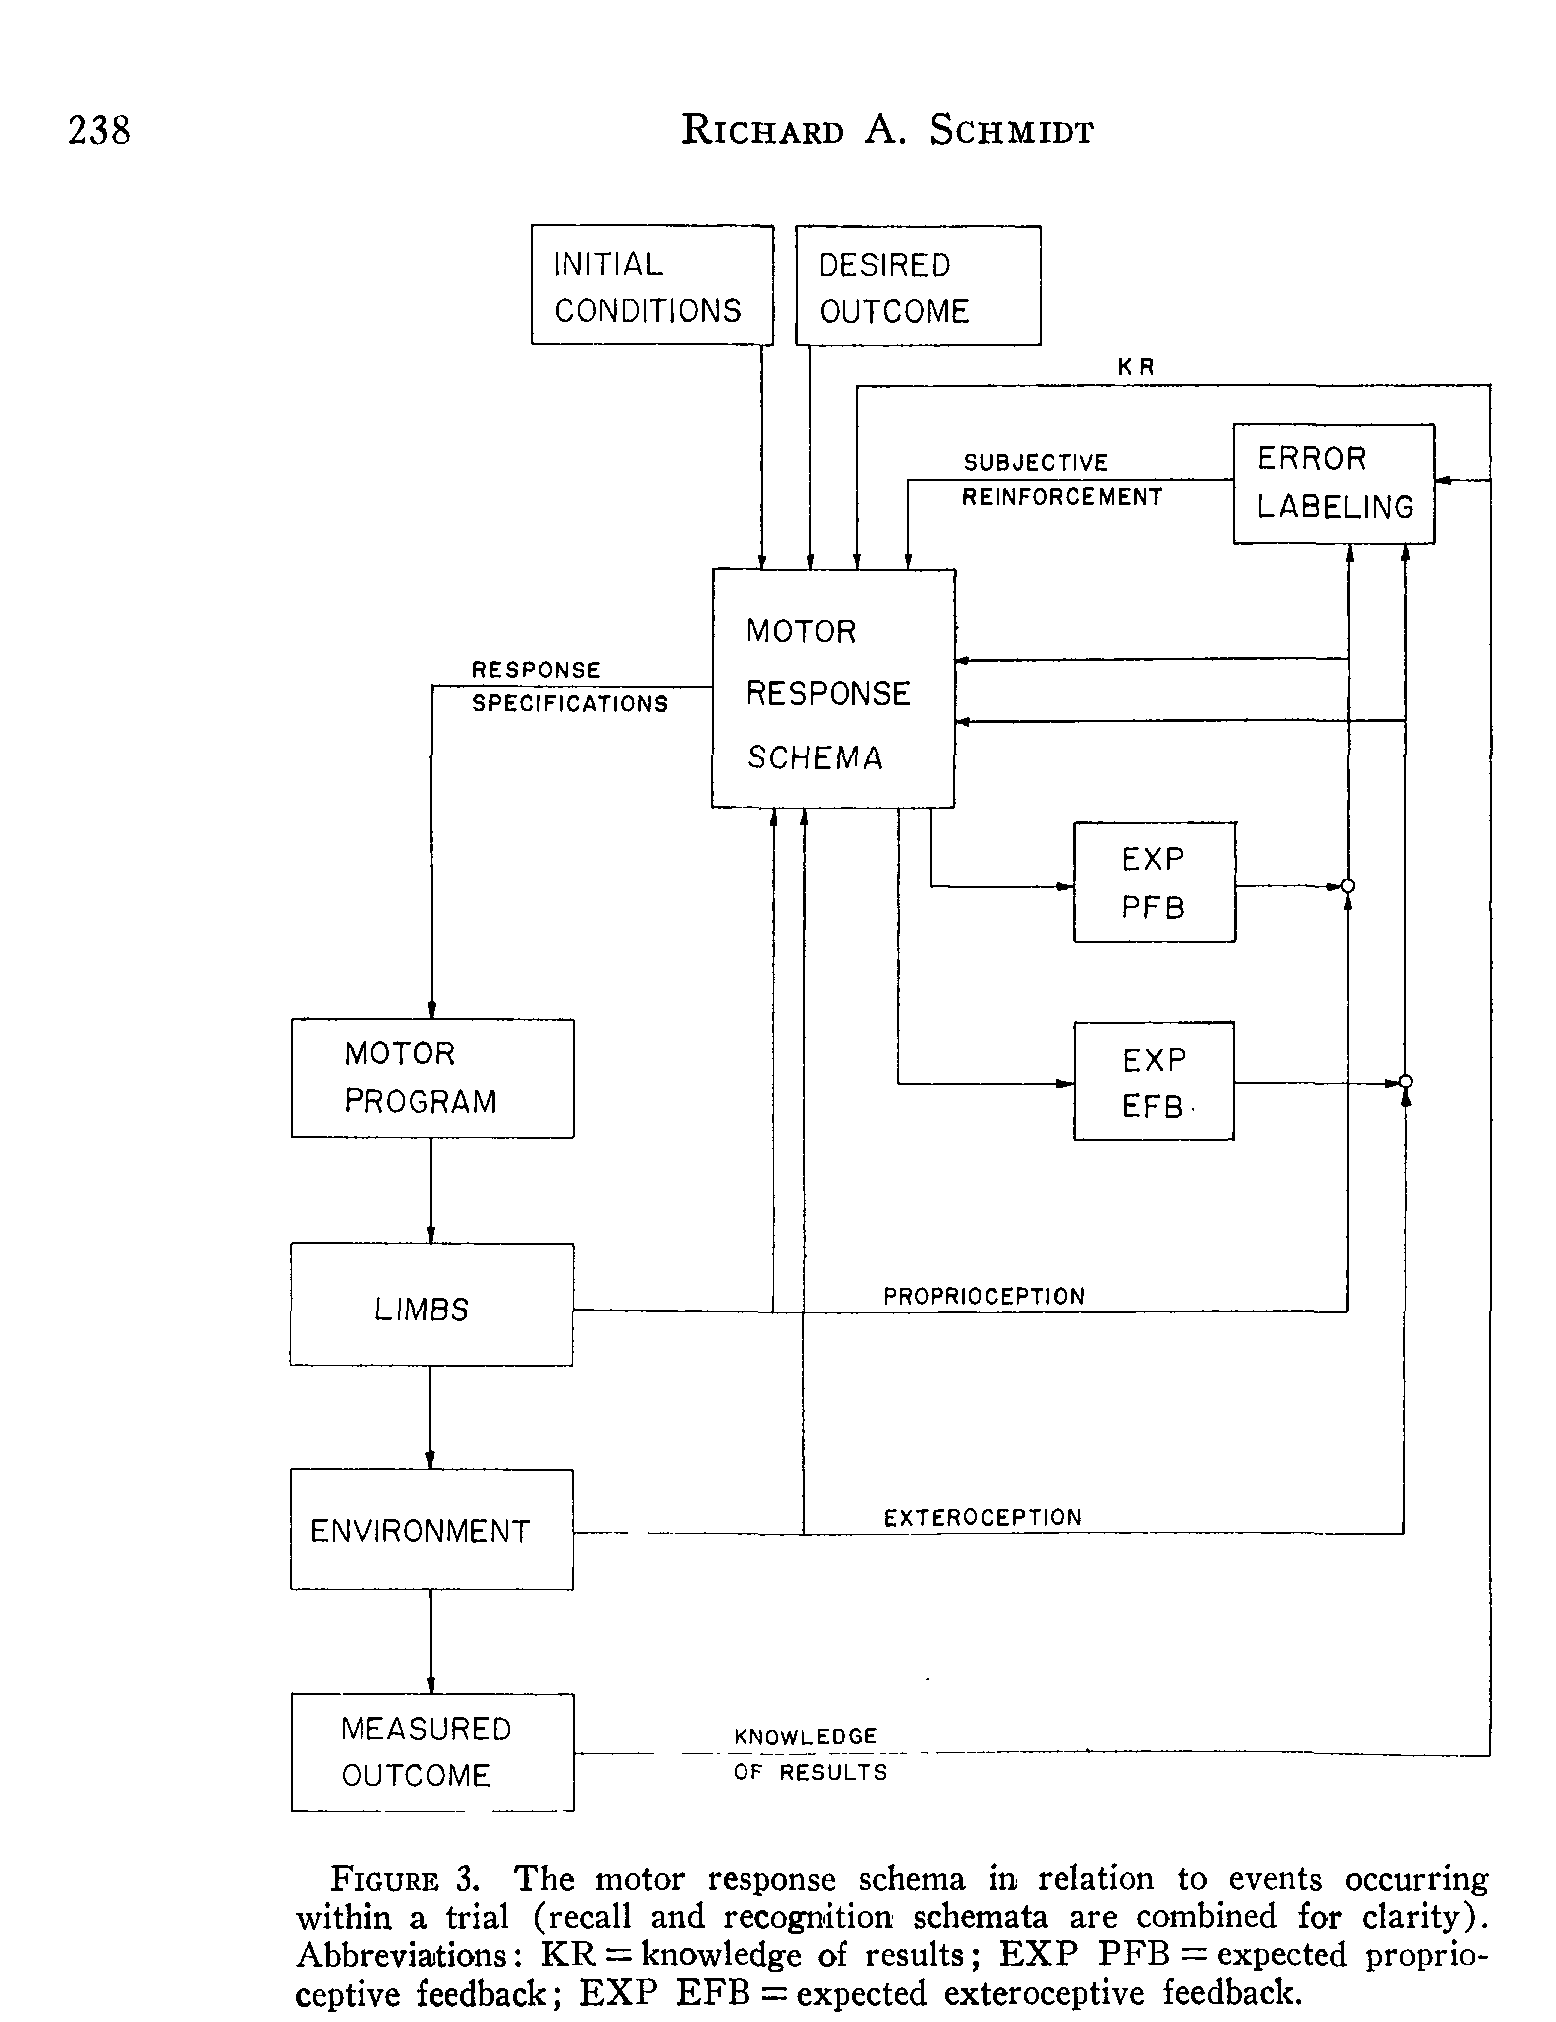 238
RICHARD A. SCHMIDT
INITIAL
CONDITIONS
DESIRED
OUTCOME
KR
SUBJECTIVE
REINFORCEMENT
ERROR
LABELING
MOTOR
RESPONSE
SCHEMA
RESPONSE
SPECIFICATIONS
EXP
PFB
MOTOR
PROGRAM
EXP
EFB
LIMBS
PROPRIOCEPTION
ENVIRONMENT
EXTEROCEPTION
MEASURED
OUTCOME
KNOWLEDGE
OF RESULTS
FIGURE 3. The motor response schema in relation to events occurring
within a trial (recall and recognition schemata are combined for clarity).
Abbreviations: KR = knowledge of results; EXP PFB = expected proprio-
ceptive feedback; EXP EFB = expected exteroceptive feedback.